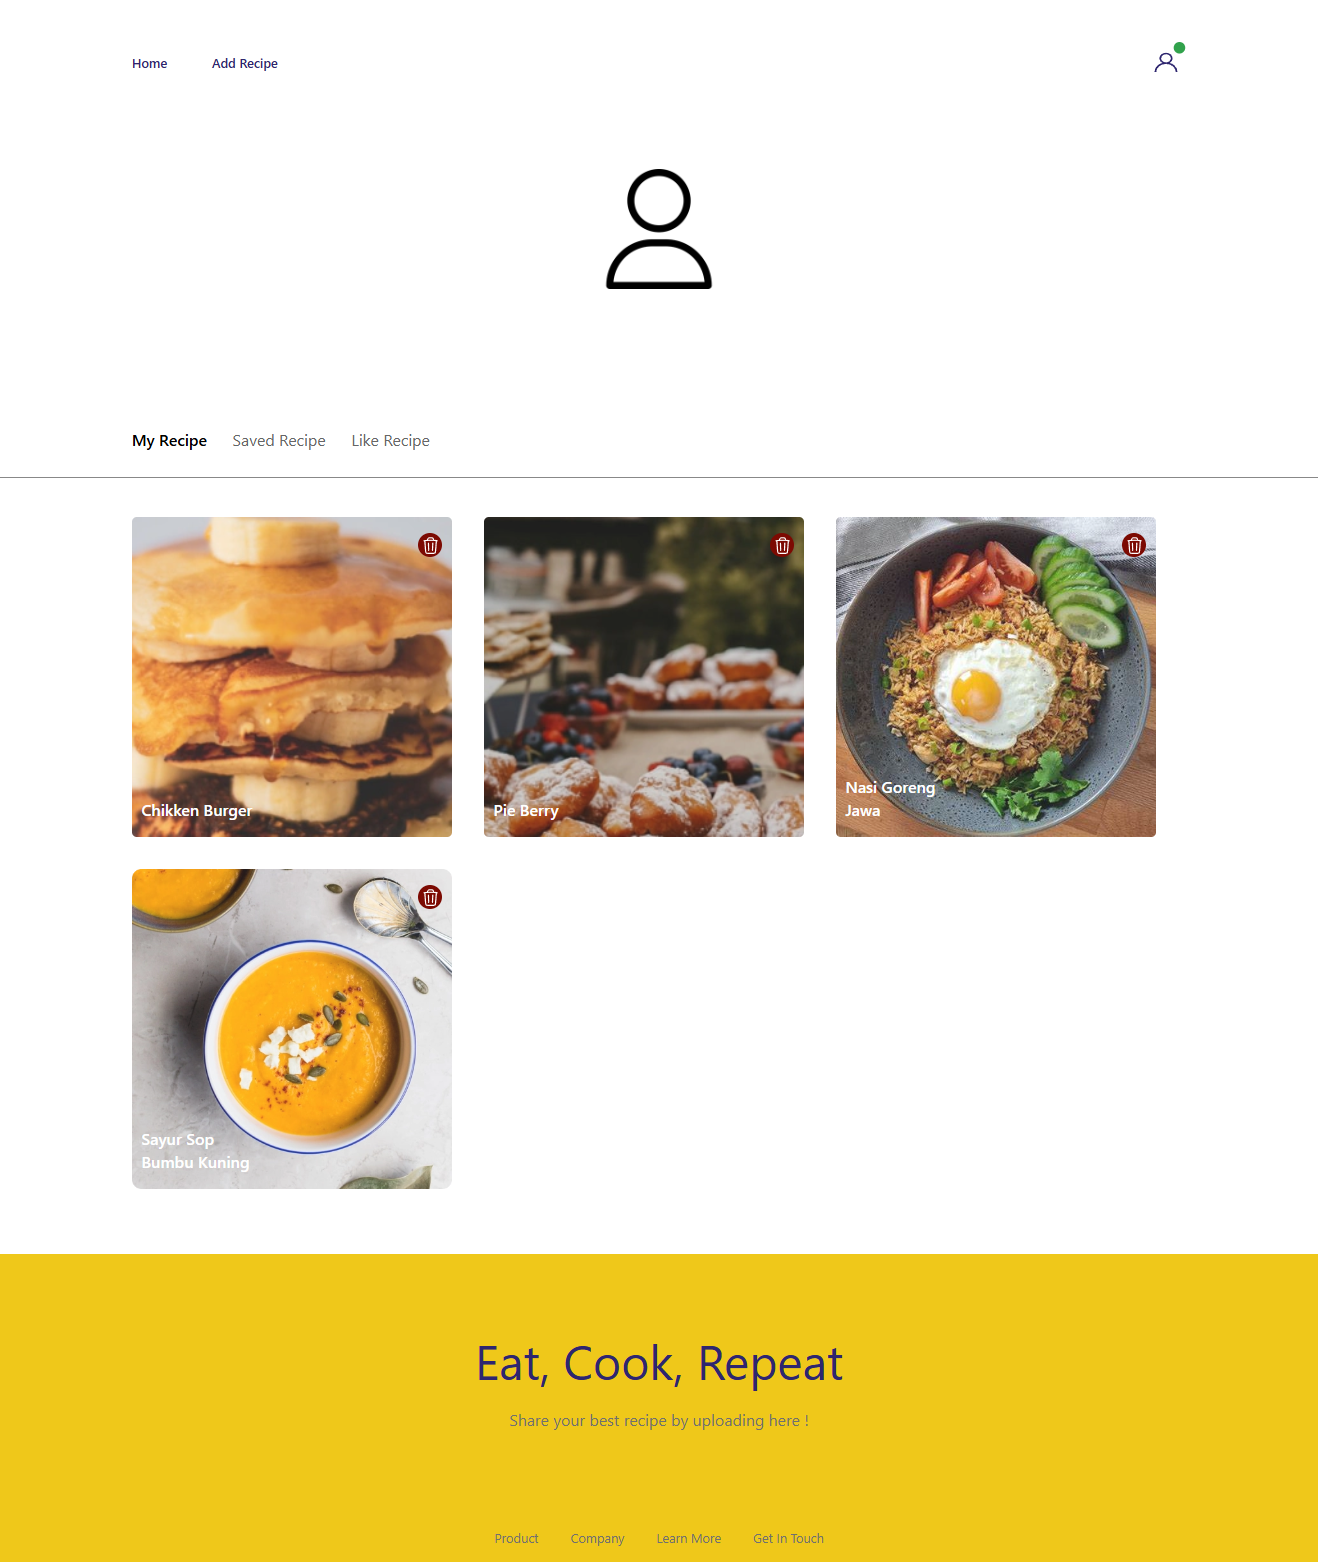 Home Add Recipe
My Recipe Saved Recipe Like Recipe
Chikken Burger
Pie Berry
Nasi Goreng
Jawa
Sayur Sop
Bumbu Kuning
Eat, Cook, Repeat
Share your best recipe by uploading here !
Product Company Learn More Get In Touch